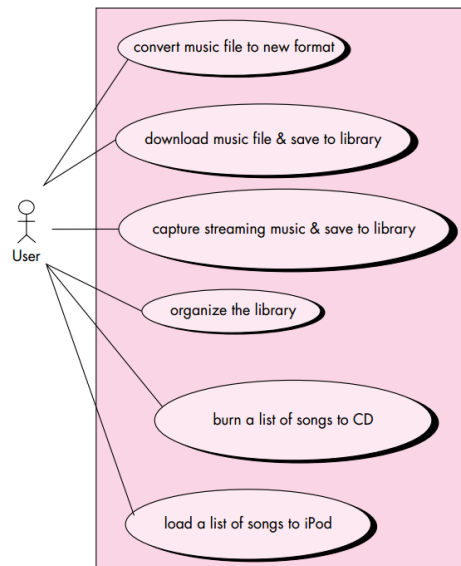 convert music file to new format
download music file & save to library
capture streaming music & save to library
User
organize the library
burn a list of songs to CD
load a list of songs to iPod